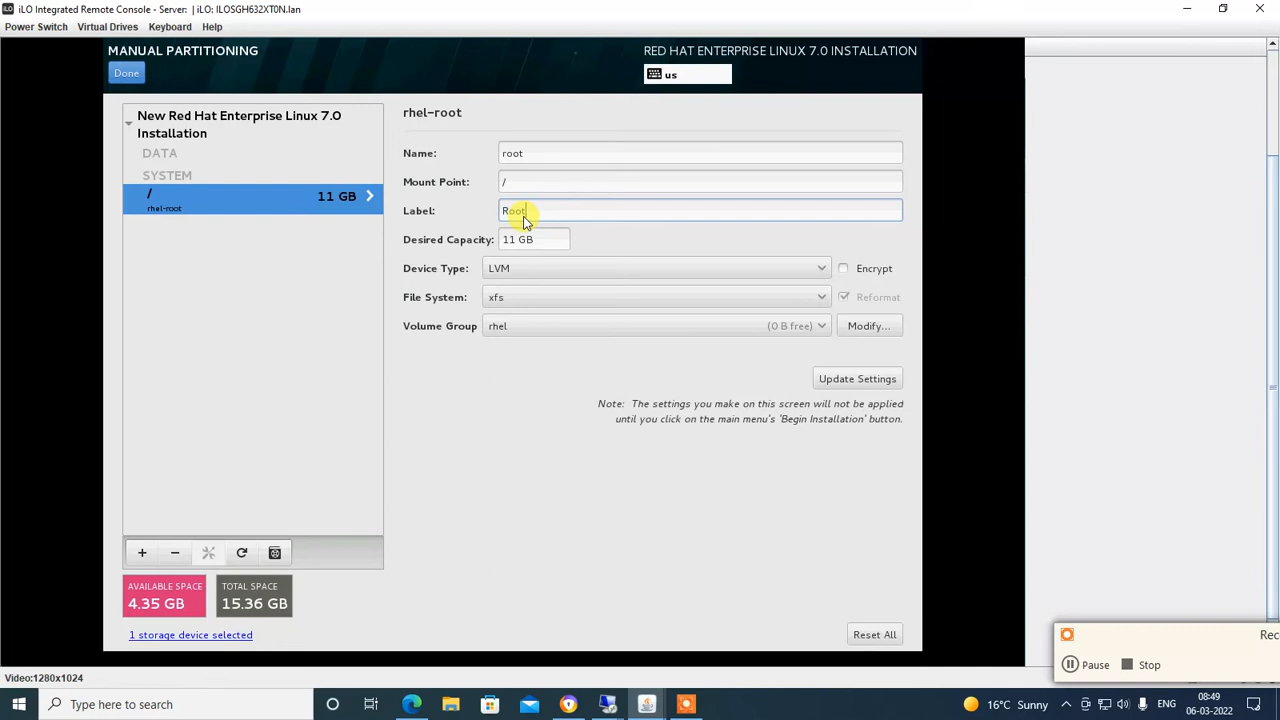 iLO Integrated Remote Console - Server: | iLO: ILOSGH632XT0N.lan
Power Switch Virtual Drives Keyboard Help
MANUAL PARTITIONING
RED HAT ENTERPRISE LINUX 7.0 INSTALLATION
Done
us
New Red Hat Enterprise Linux 7.0
Installation
DATA
SYSTEM
/
11 GB
rhel-root
rhel-root
Name: root
Mount Point: /
Label: Root
Desired Capacity: 11 GB
Device Type: LVM Encrypt
File System: xfs Reformat
Volume Group rhel (0 B free) Modify...
Update Settings
Note: The settings you make on this screen will not be applied
until you click on the main menu's 'Begin Installation' button.
AVAILABLE SPACE
4.35 GB
TOTAL SPACE
15.36 GB
1 storage device selected
Reset All
Rec
Pause Stop
Video:1280x1024
Type here to search
16°C Sunny
ENG
08:49
06-03-2022